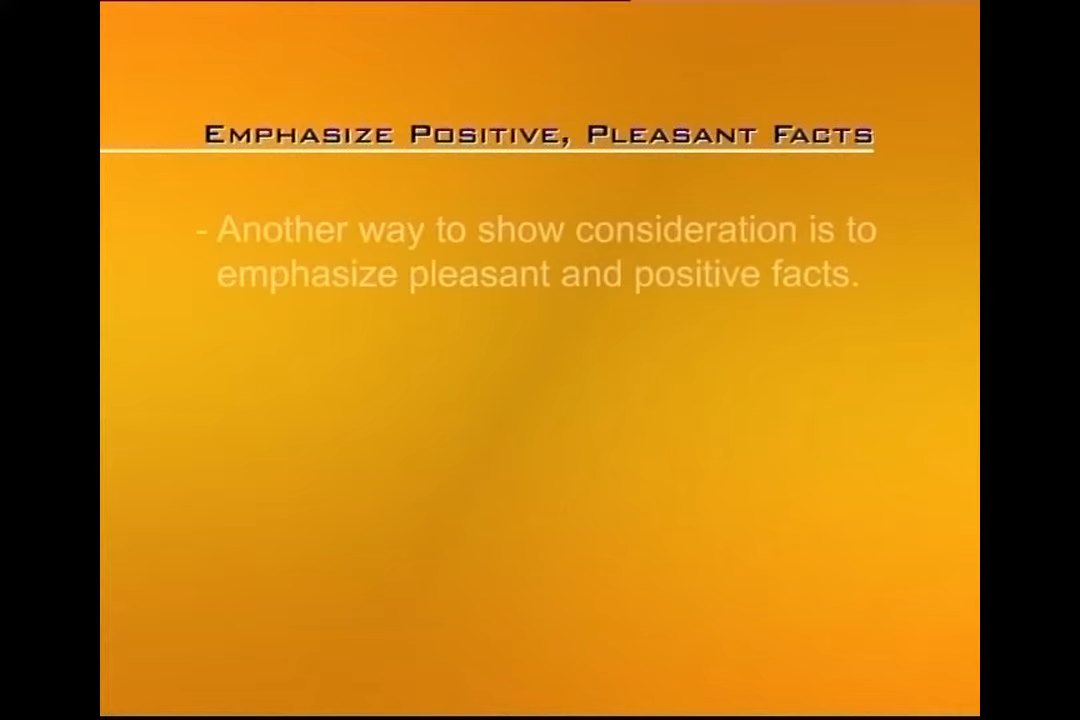 EMPHASIZE POSITIVE, PLEASANT FACTS
- Another way to show consideration is to
emphasize pleasant and positive facts.